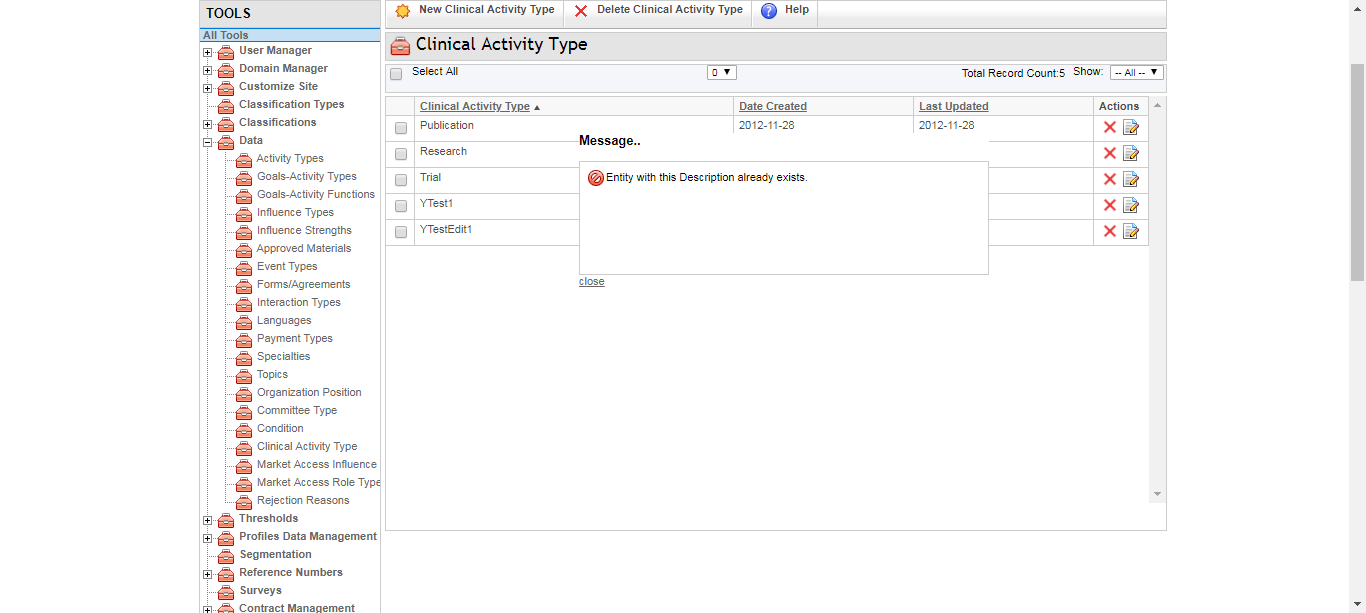 TOOLS
All Tools
User Manager
Domain Manager
Customize Site
Classification Types
Classifications
Data
Activity Types
Goals-Activity Types
Goals-Activity Functions
Influence Types
Influence Strengths
Approved Materials
Event Types
Forms/Agreements
Interaction Types
Languages
Payment Types
Specialties
Topics
Organization Position
Committee Type
Condition
Clinical Activity Type
Market Access Influence
Market Access Role Type
Rejection Reasons
Thresholds
Profiles Data Management
Segmentation
Reference Numbers
Surveys
Contract Management
New Clinical Activity Type Delete Clinical Activity Type Help
Clinical Activity Type
Select All 0 Total Record Count:5 Show: -- All --
Clinical Activity Type Date Created Last Updated Actions
Publication 2012-11-28 2012-11-28
Research
Trial
YTest1
YTestEdit1
Message..
Entity with this Description already exists.
close